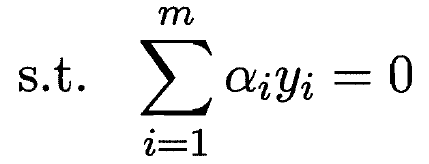 s.t. $\sum_{i=1}^{m} \alpha_i y_i = 0$